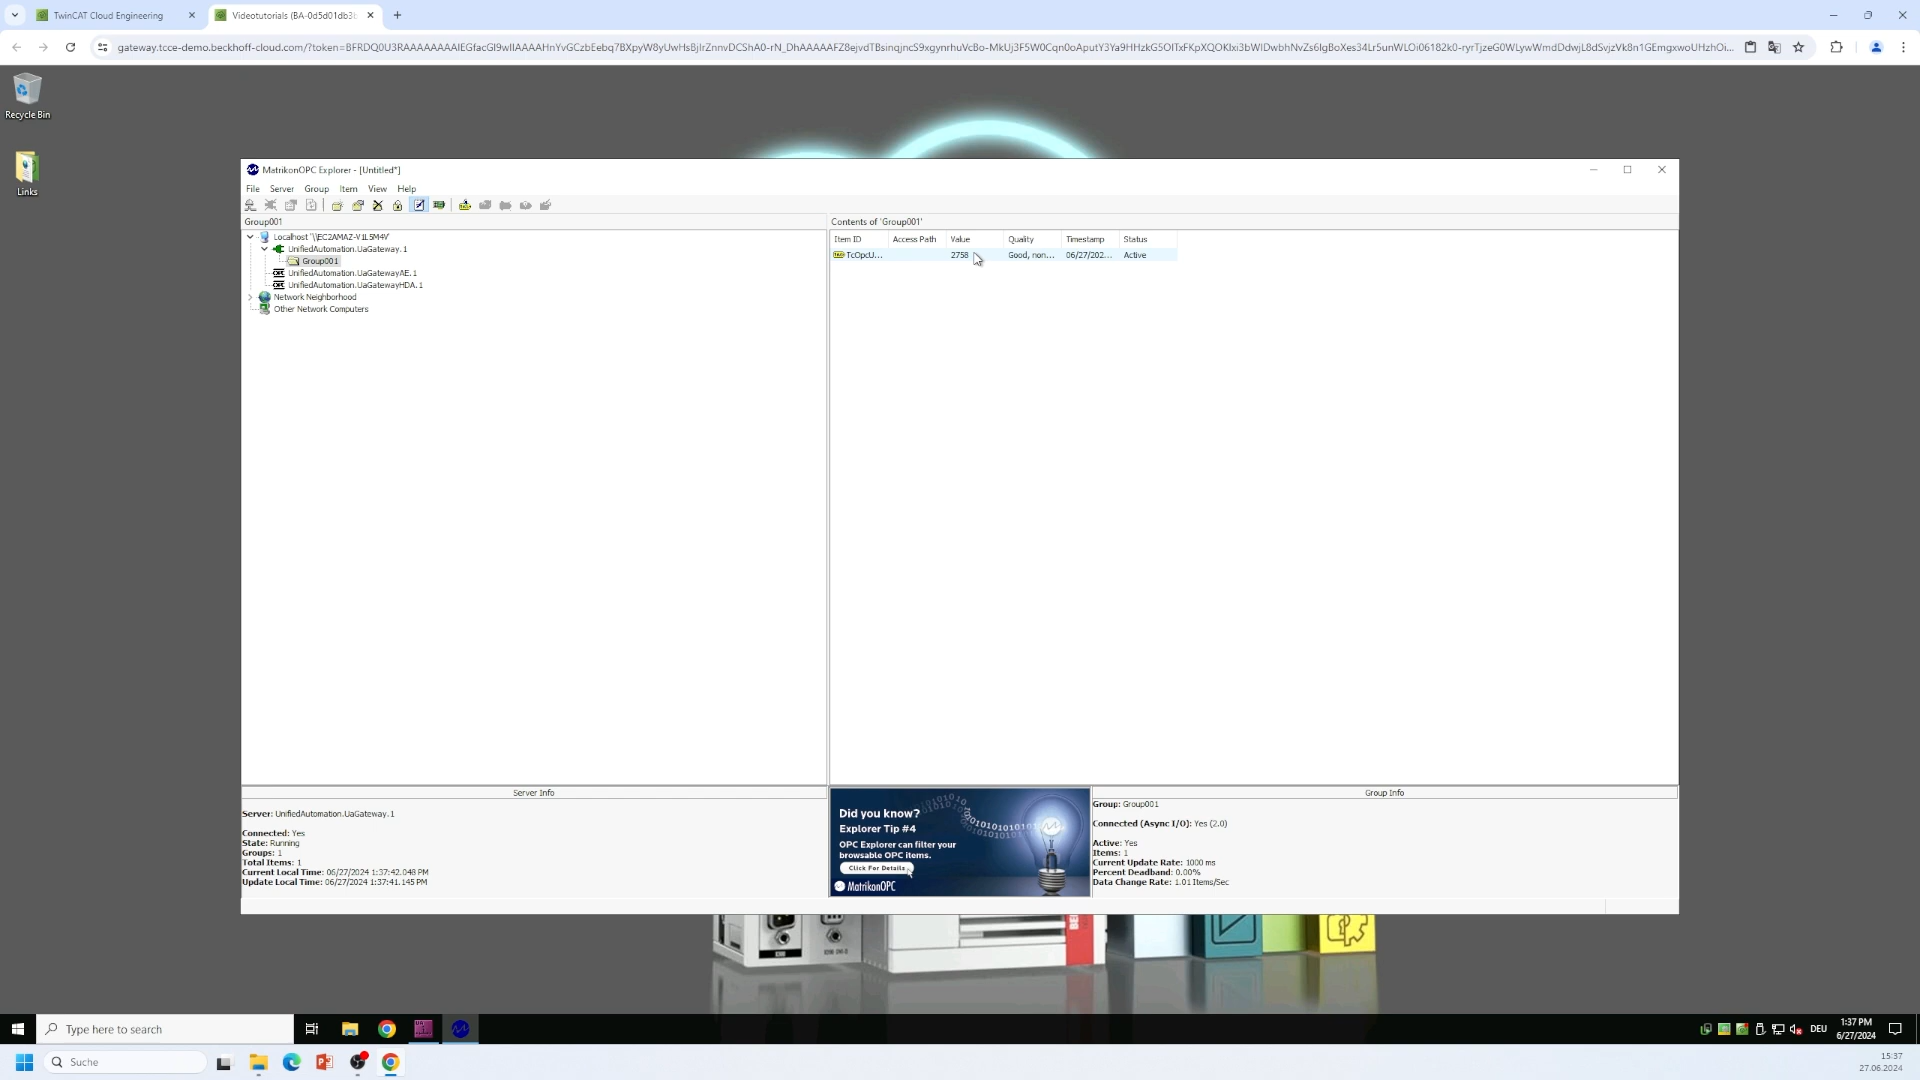 TwinCAT Cloud Engineering
Videotutorials (BA-0d5d01db3
Recycle Bin
Links
MatrikonOPC Explorer - [Untitled*]
File Server Group Item View Help
Group001
Contents of 'Group001'
Localhost '\\EC2AMAZ-V1L5M4V'
UnifiedAutomation.UaGateway.1
Group001
UnifiedAutomation.UaGatewayAE.1
UnifiedAutomation.UaGatewayHDA.1
Network Neighborhood
Other Network Computers
Item ID Access Path Value Quality Timestamp Status
TcOpcU... 2758 Good, non... 06/27/202... Active
Server Info
Server: UnifiedAutomation.UaGateway.1
Connected: Yes
State: Running
Groups: 1
Total Items: 1
Current Local Time: 06/27/2024 1:37:42.048 PM
Update Local Time: 06/27/2024 1:37:41.145 PM
Did you know?
Explorer Tip #4
OPC Explorer can filter your
browsable OPC items.
Click For Details
MatrikonOPC
Group Info
Group: Group001
Connected (Async I/O): Yes (2.0)
Active: Yes
Items: 1
Current Update Rate: 1000 ms
Percent Deadband: 0.00%
Data Change Rate: 1.01 Items/Sec
Type here to search
DEU
1:37 PM
6/27/2024
Suche
15:37
27.06.2024